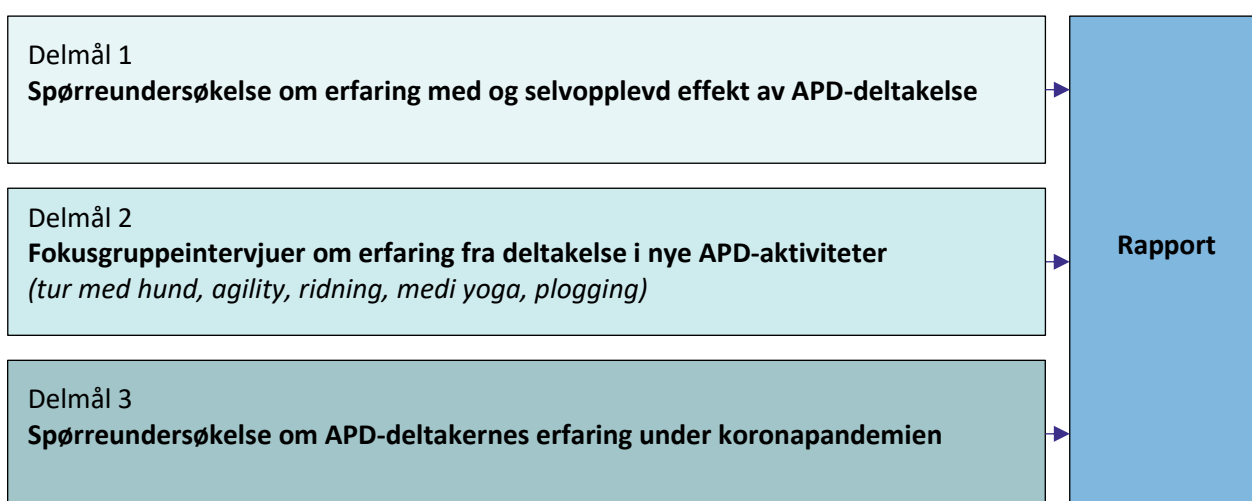 Delmål 1
Spørreundersøkelse om erfaring med og selvopplevd effekt av APD-deltakelse
Delmål 2
Fokusgruppeintervjuer om erfaring fra deltakelse i nye APD-aktiviteter
(tur med hund, agility, ridning, medi yoga, plogging)
Delmål 3
Spørreundersøkelse om APD-deltakernes erfaring under koronapandemien
Rapport